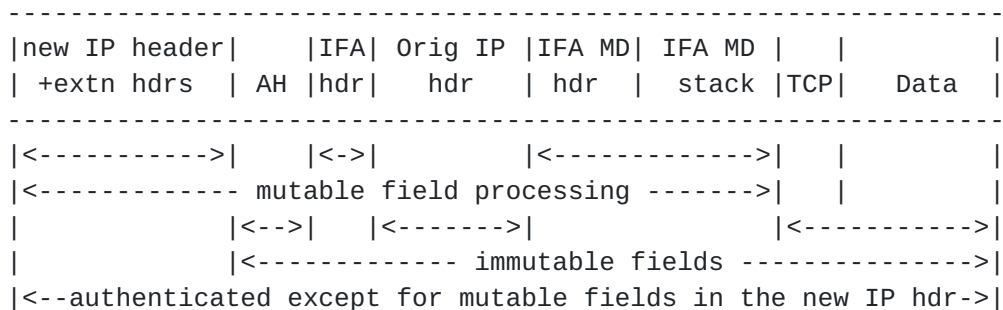 ---------------------------------------------------------------
|new IP header|    |IFA| Orig IP |IFA MD| IFA MD |   |         |
| +extn hdrs  | AH |hdr|   hdr   | hdr  |  stack |TCP|   Data  |
---------------------------------------------------------------
|<----------->|    |<->|         |<------------->|   |         |
|<------------- mutable field processing ------->|   |         |
|             |<-->|   |<------->|               |<----------->|
|             |<------------- immutable fields --------------->|
|<--authenticated except for mutable fields in the new IP hdr->|